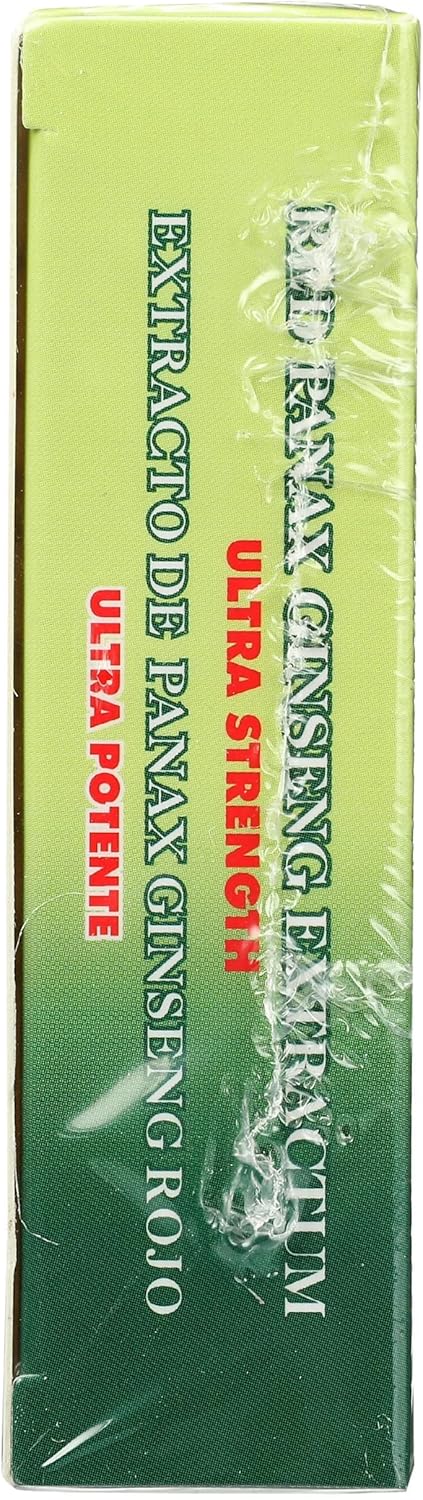 RED PANAX GINSENG EXTRACTUM
ULTRA STRENGTH
EXTRACTO DE PANAX GINSENG ROJO
ULTRA POTENTE